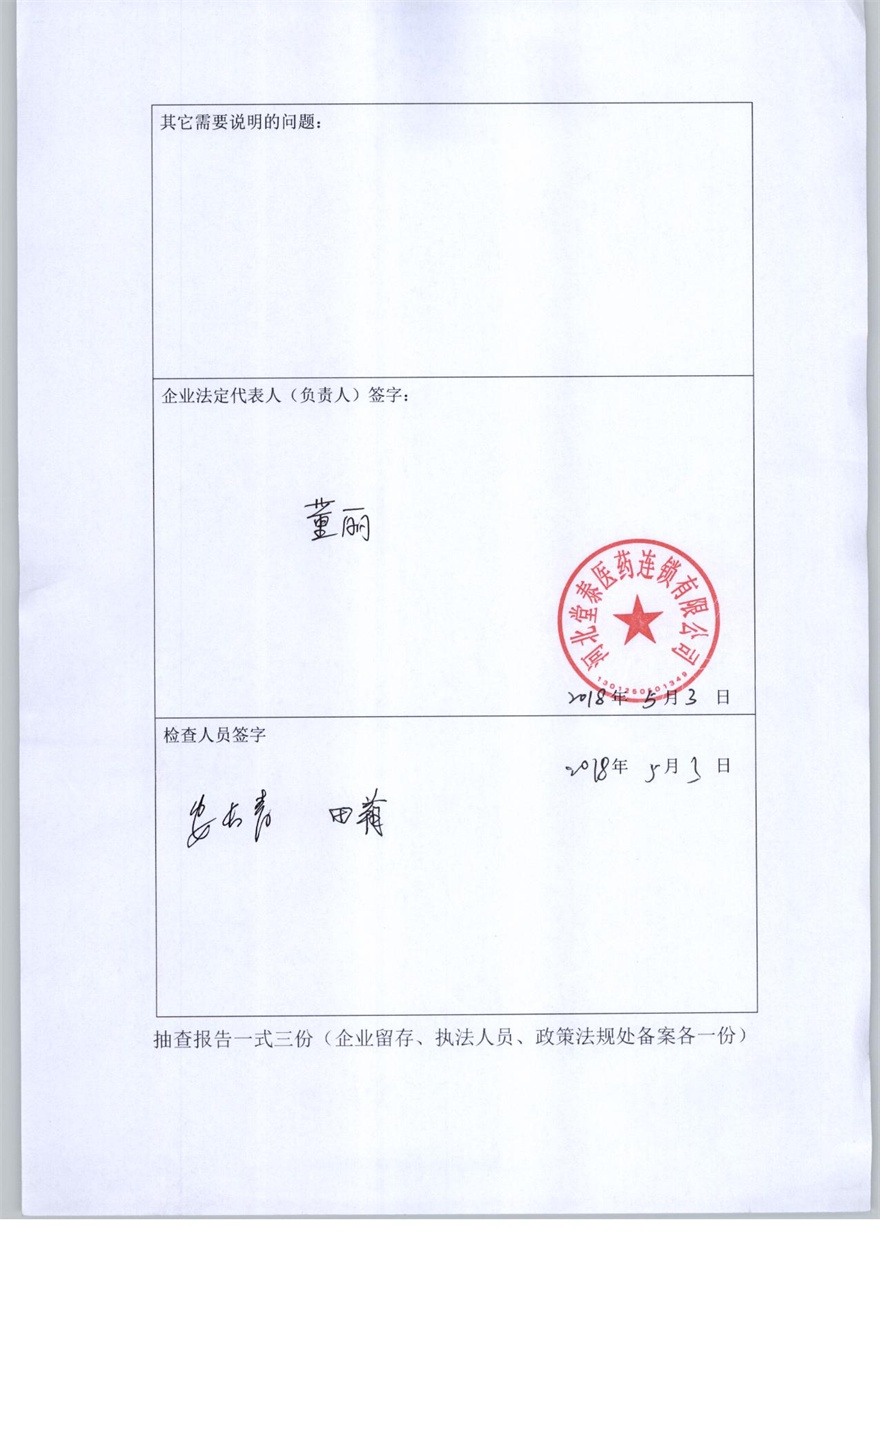 其它需要说明的问题：
企业法定代表人（负责人）签字：
董丽
河北堂泰医药连锁有限公司
2018年 5月3 日
检查人员签字
2018年 5月3 日
田莆
抽查报告一式三份（企业留存、执法人员、政策法规处备案各一份）